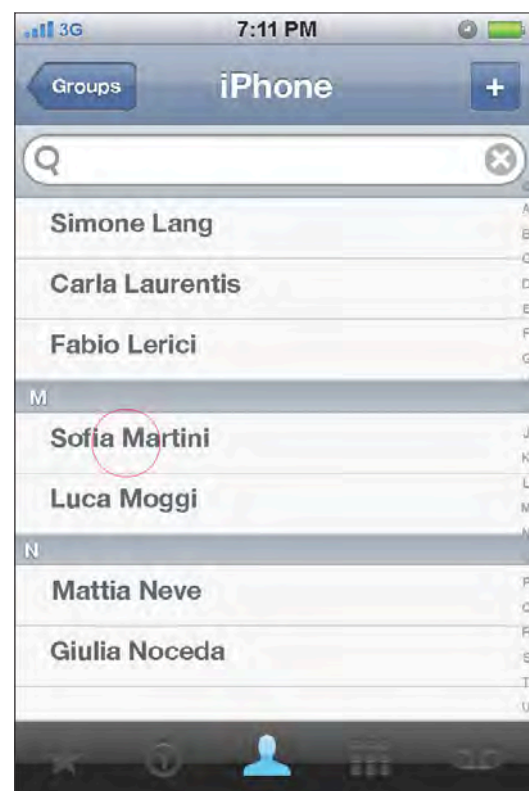 3G 7:11 PM
Groups iPhone +
Simone Lang
Carla Laurentis
Fabio Lerici
M
Sofia Martini
Luca Moggi
N
Mattia Neve
Giulia Noceda
A
B
C
D
E
F
G
J
K
L
M
N
P
Q
R
S
T
U